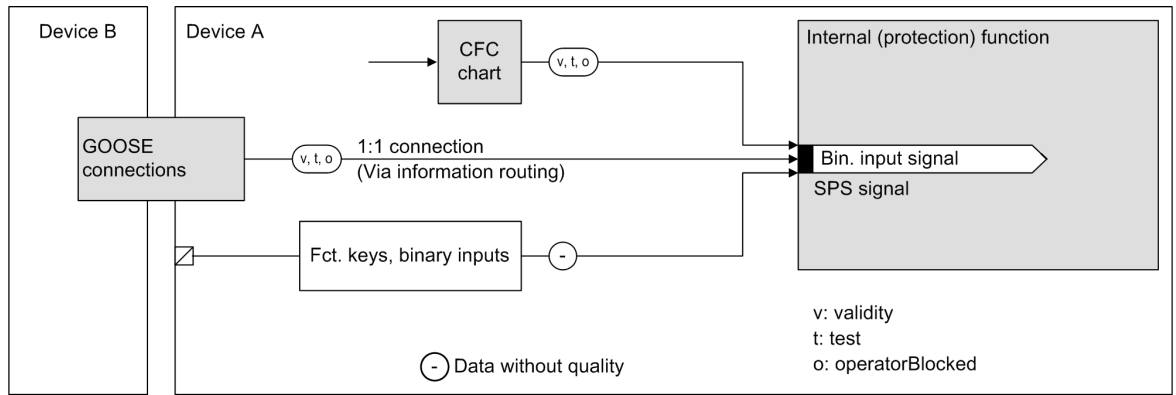 Device B
Device A
CFC
chart
v, t, o
Internal (protection) function
GOOSE
connections
v, t, o
1:1 connection
(Via information routing)
Bin. input signal
SPS signal
Fct. keys, binary inputs
-
v: validity
t: test
o: operatorBlocked
- Data without quality